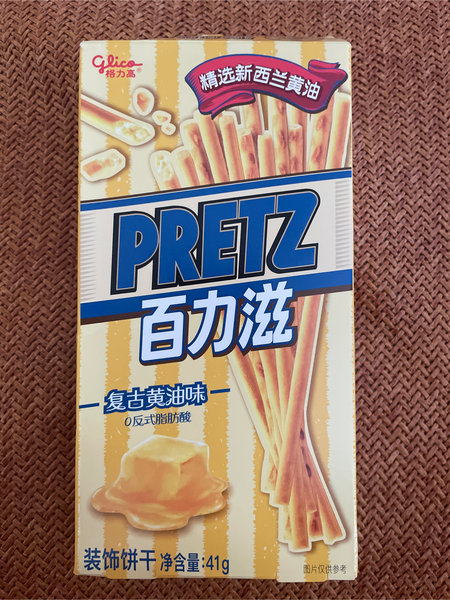 Glico
格力高®
精选新西兰黄油
PRETZ
百力滋
复古黄油味
0反式脂肪酸
装饰饼干 净含量:41g
图片仅供参考